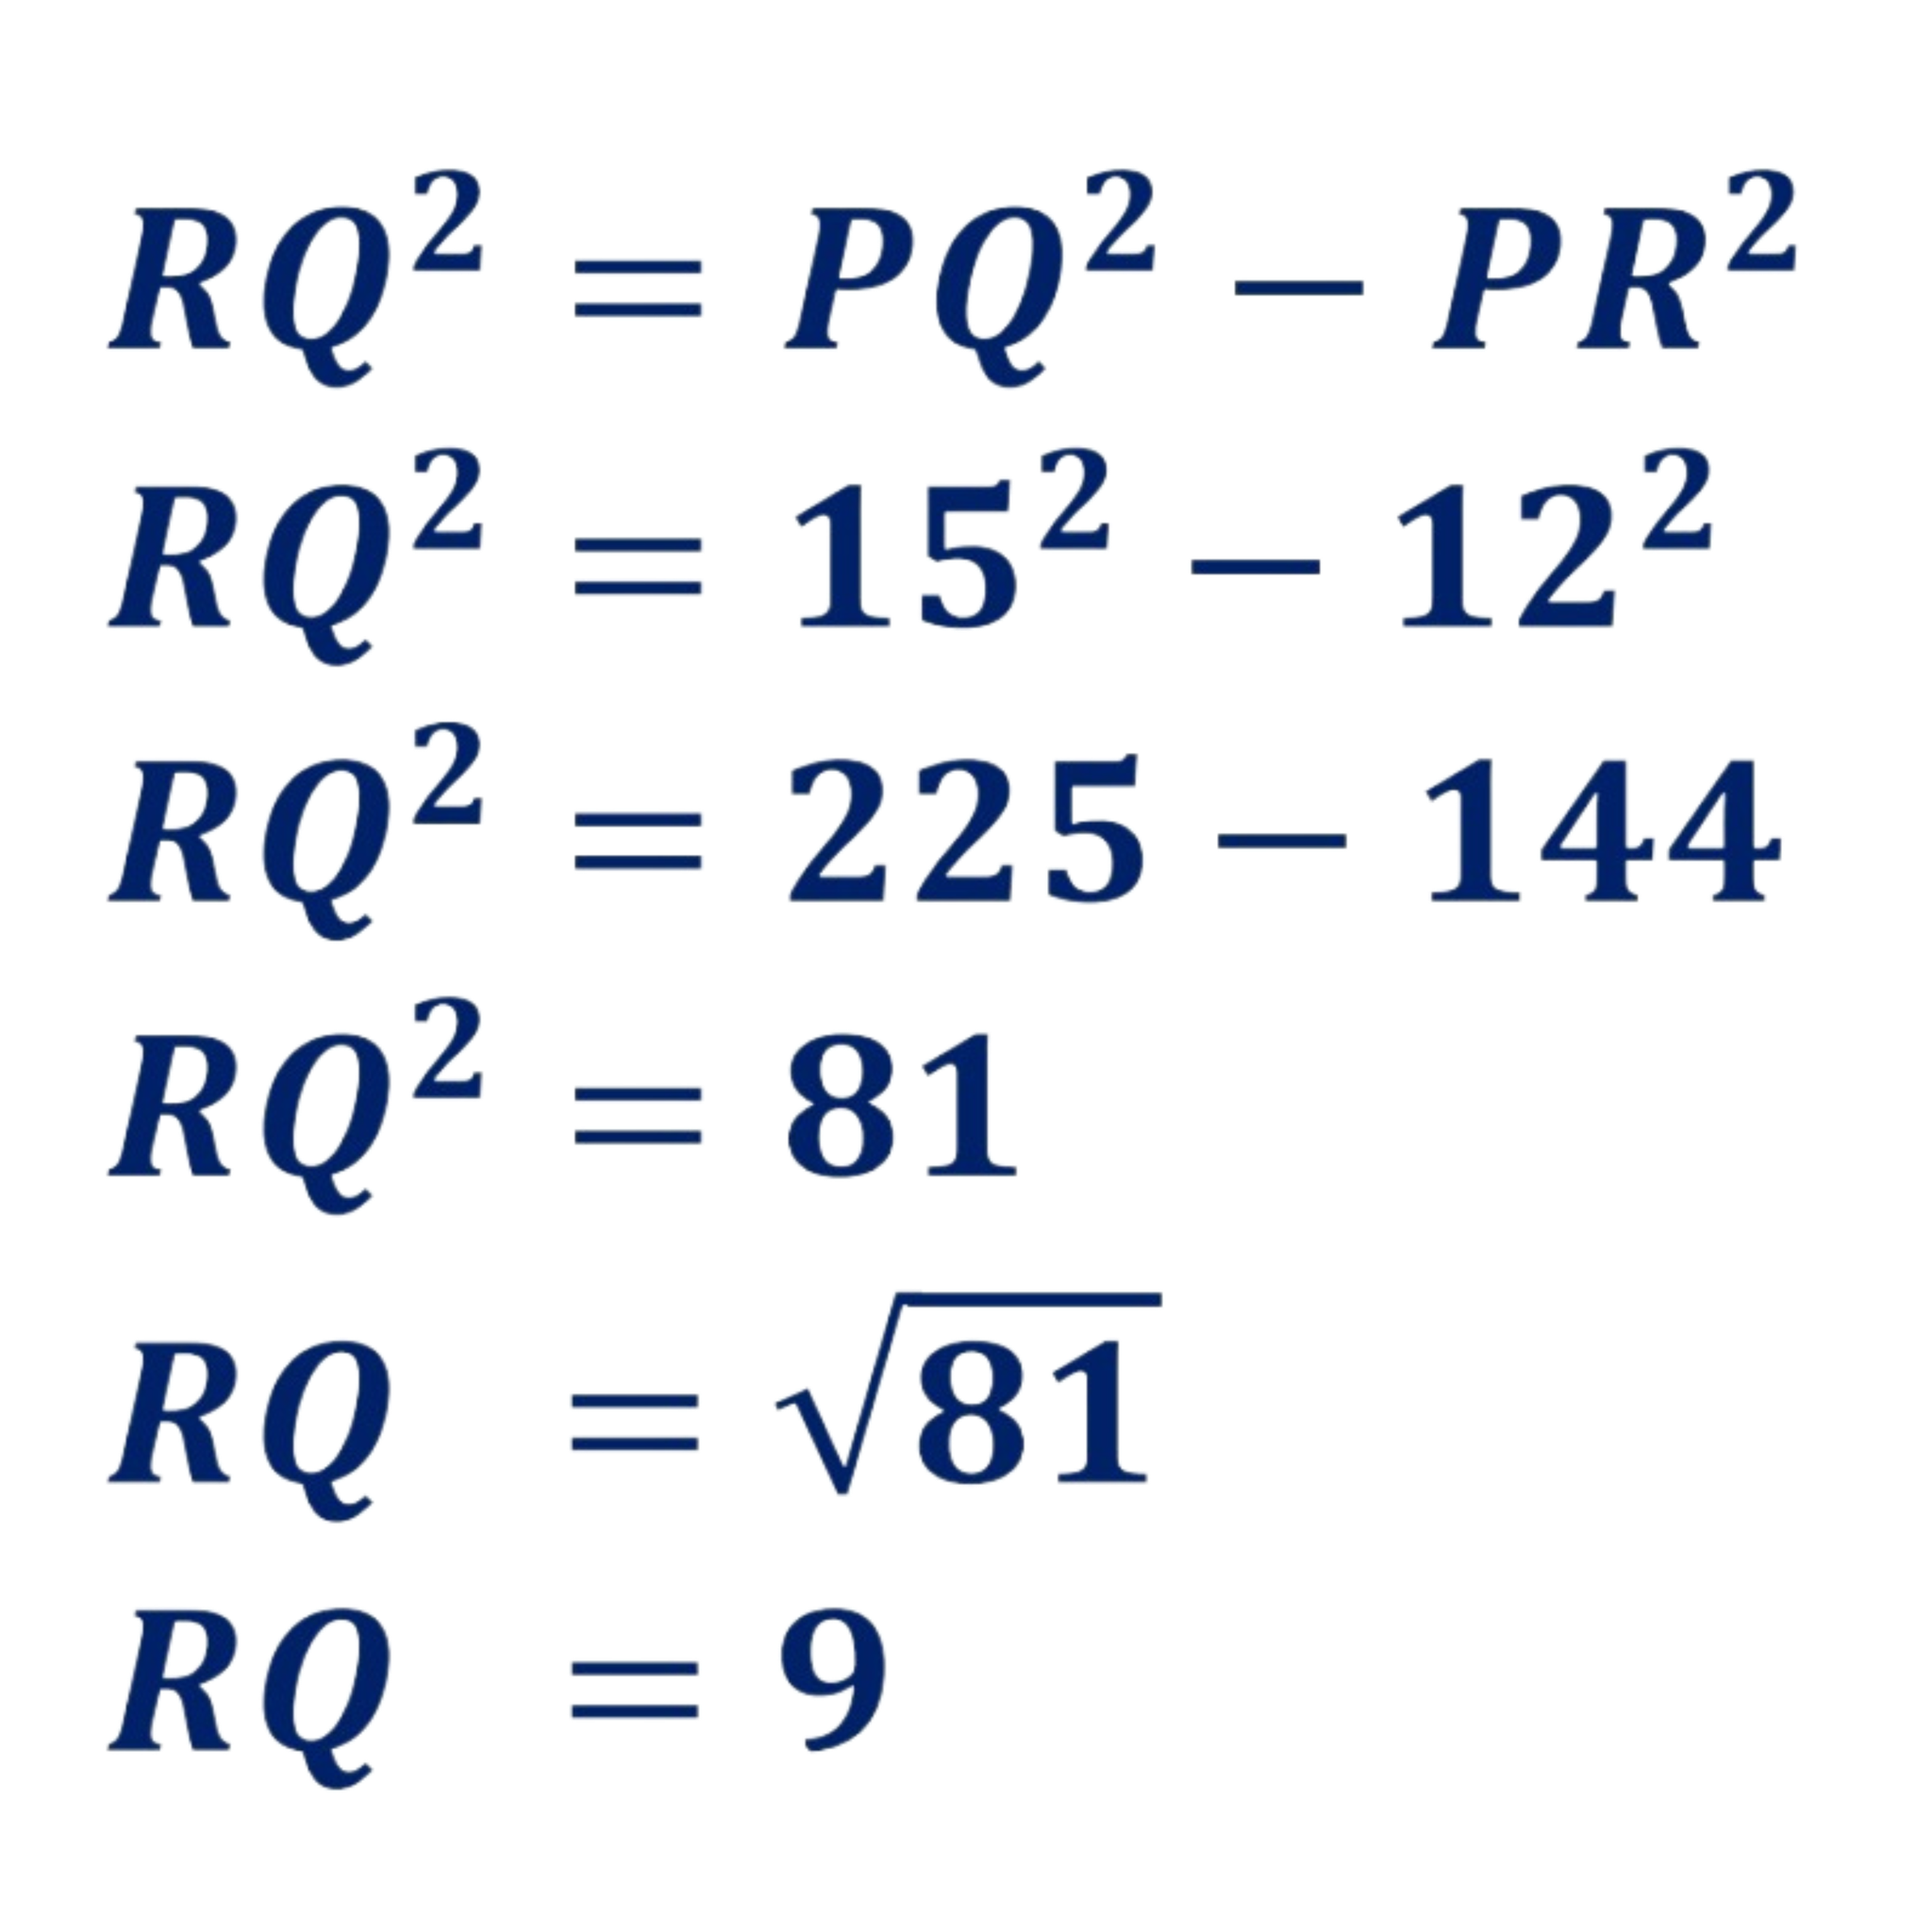 RQ² = PQ² − PR²
RQ² = 15² − 12²
RQ² = 225 − 144
RQ² = 81
RQ = √81
RQ = 9